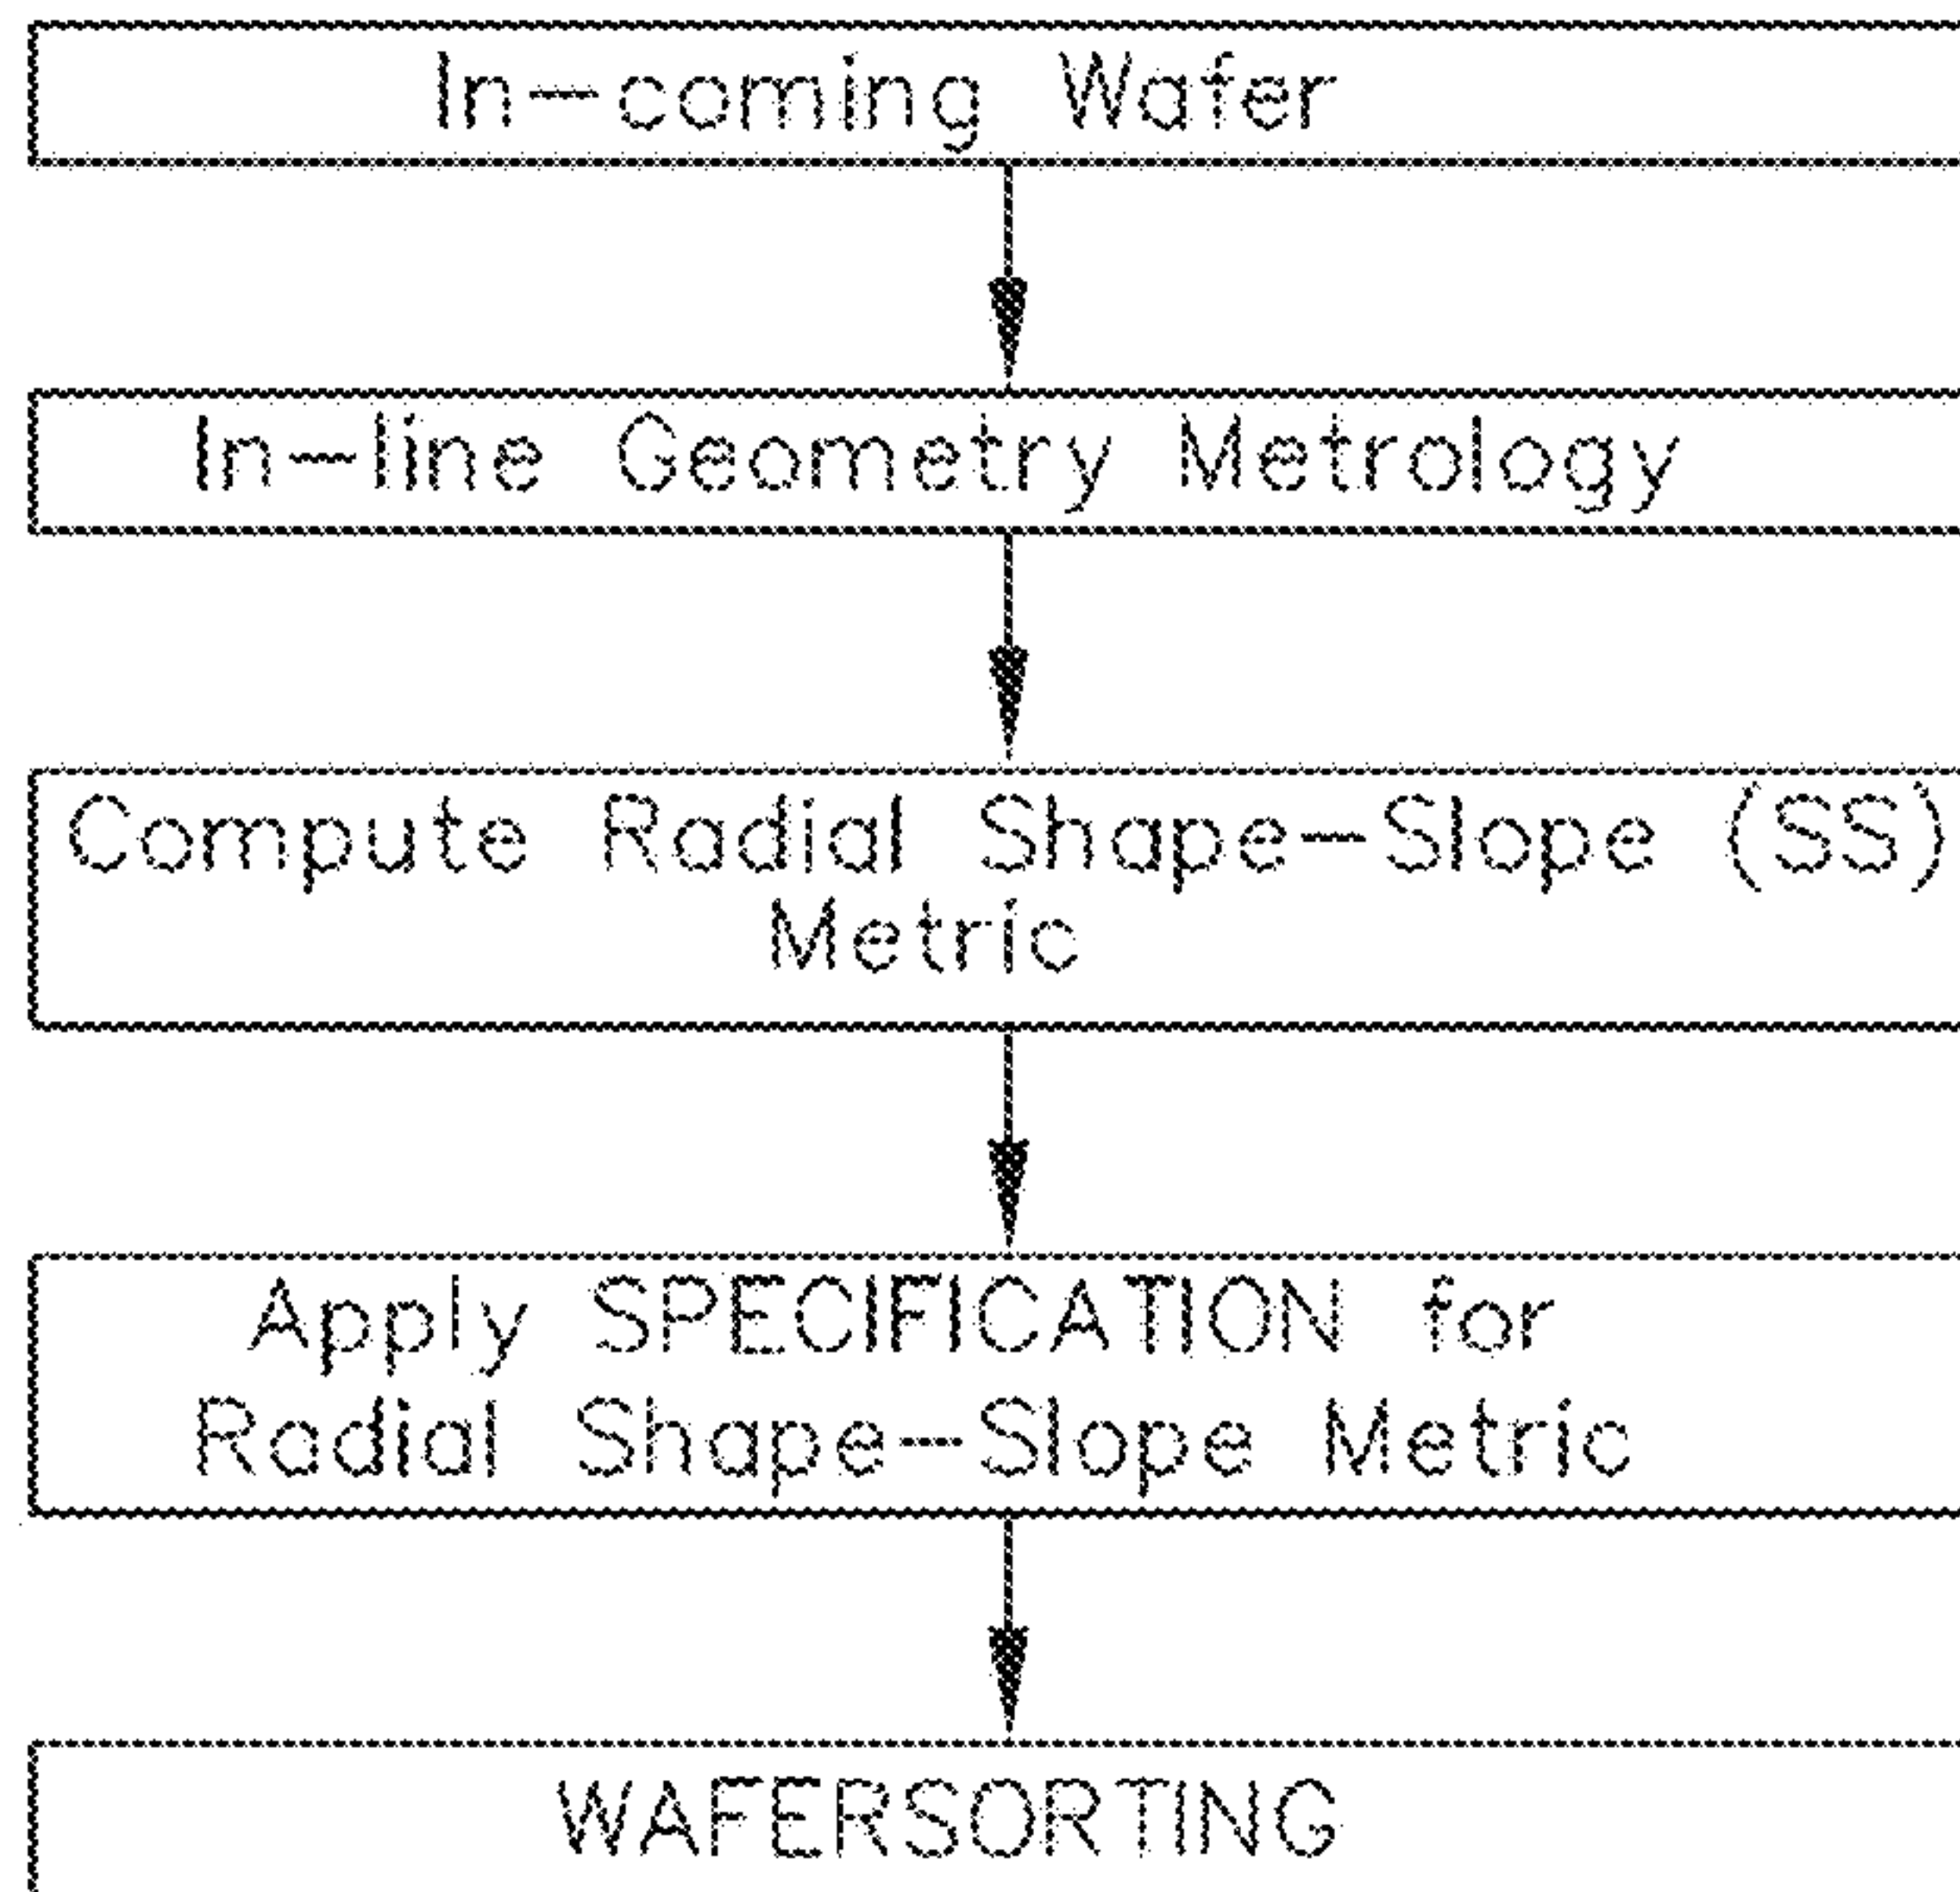 In-coming Wafer
In-line Geometry Metrology
Compute Radial Shape-Slope (SS)
Metric
Apply SPECIFICATION for
Radial Shape-Slope Metric
WAFERSORTING